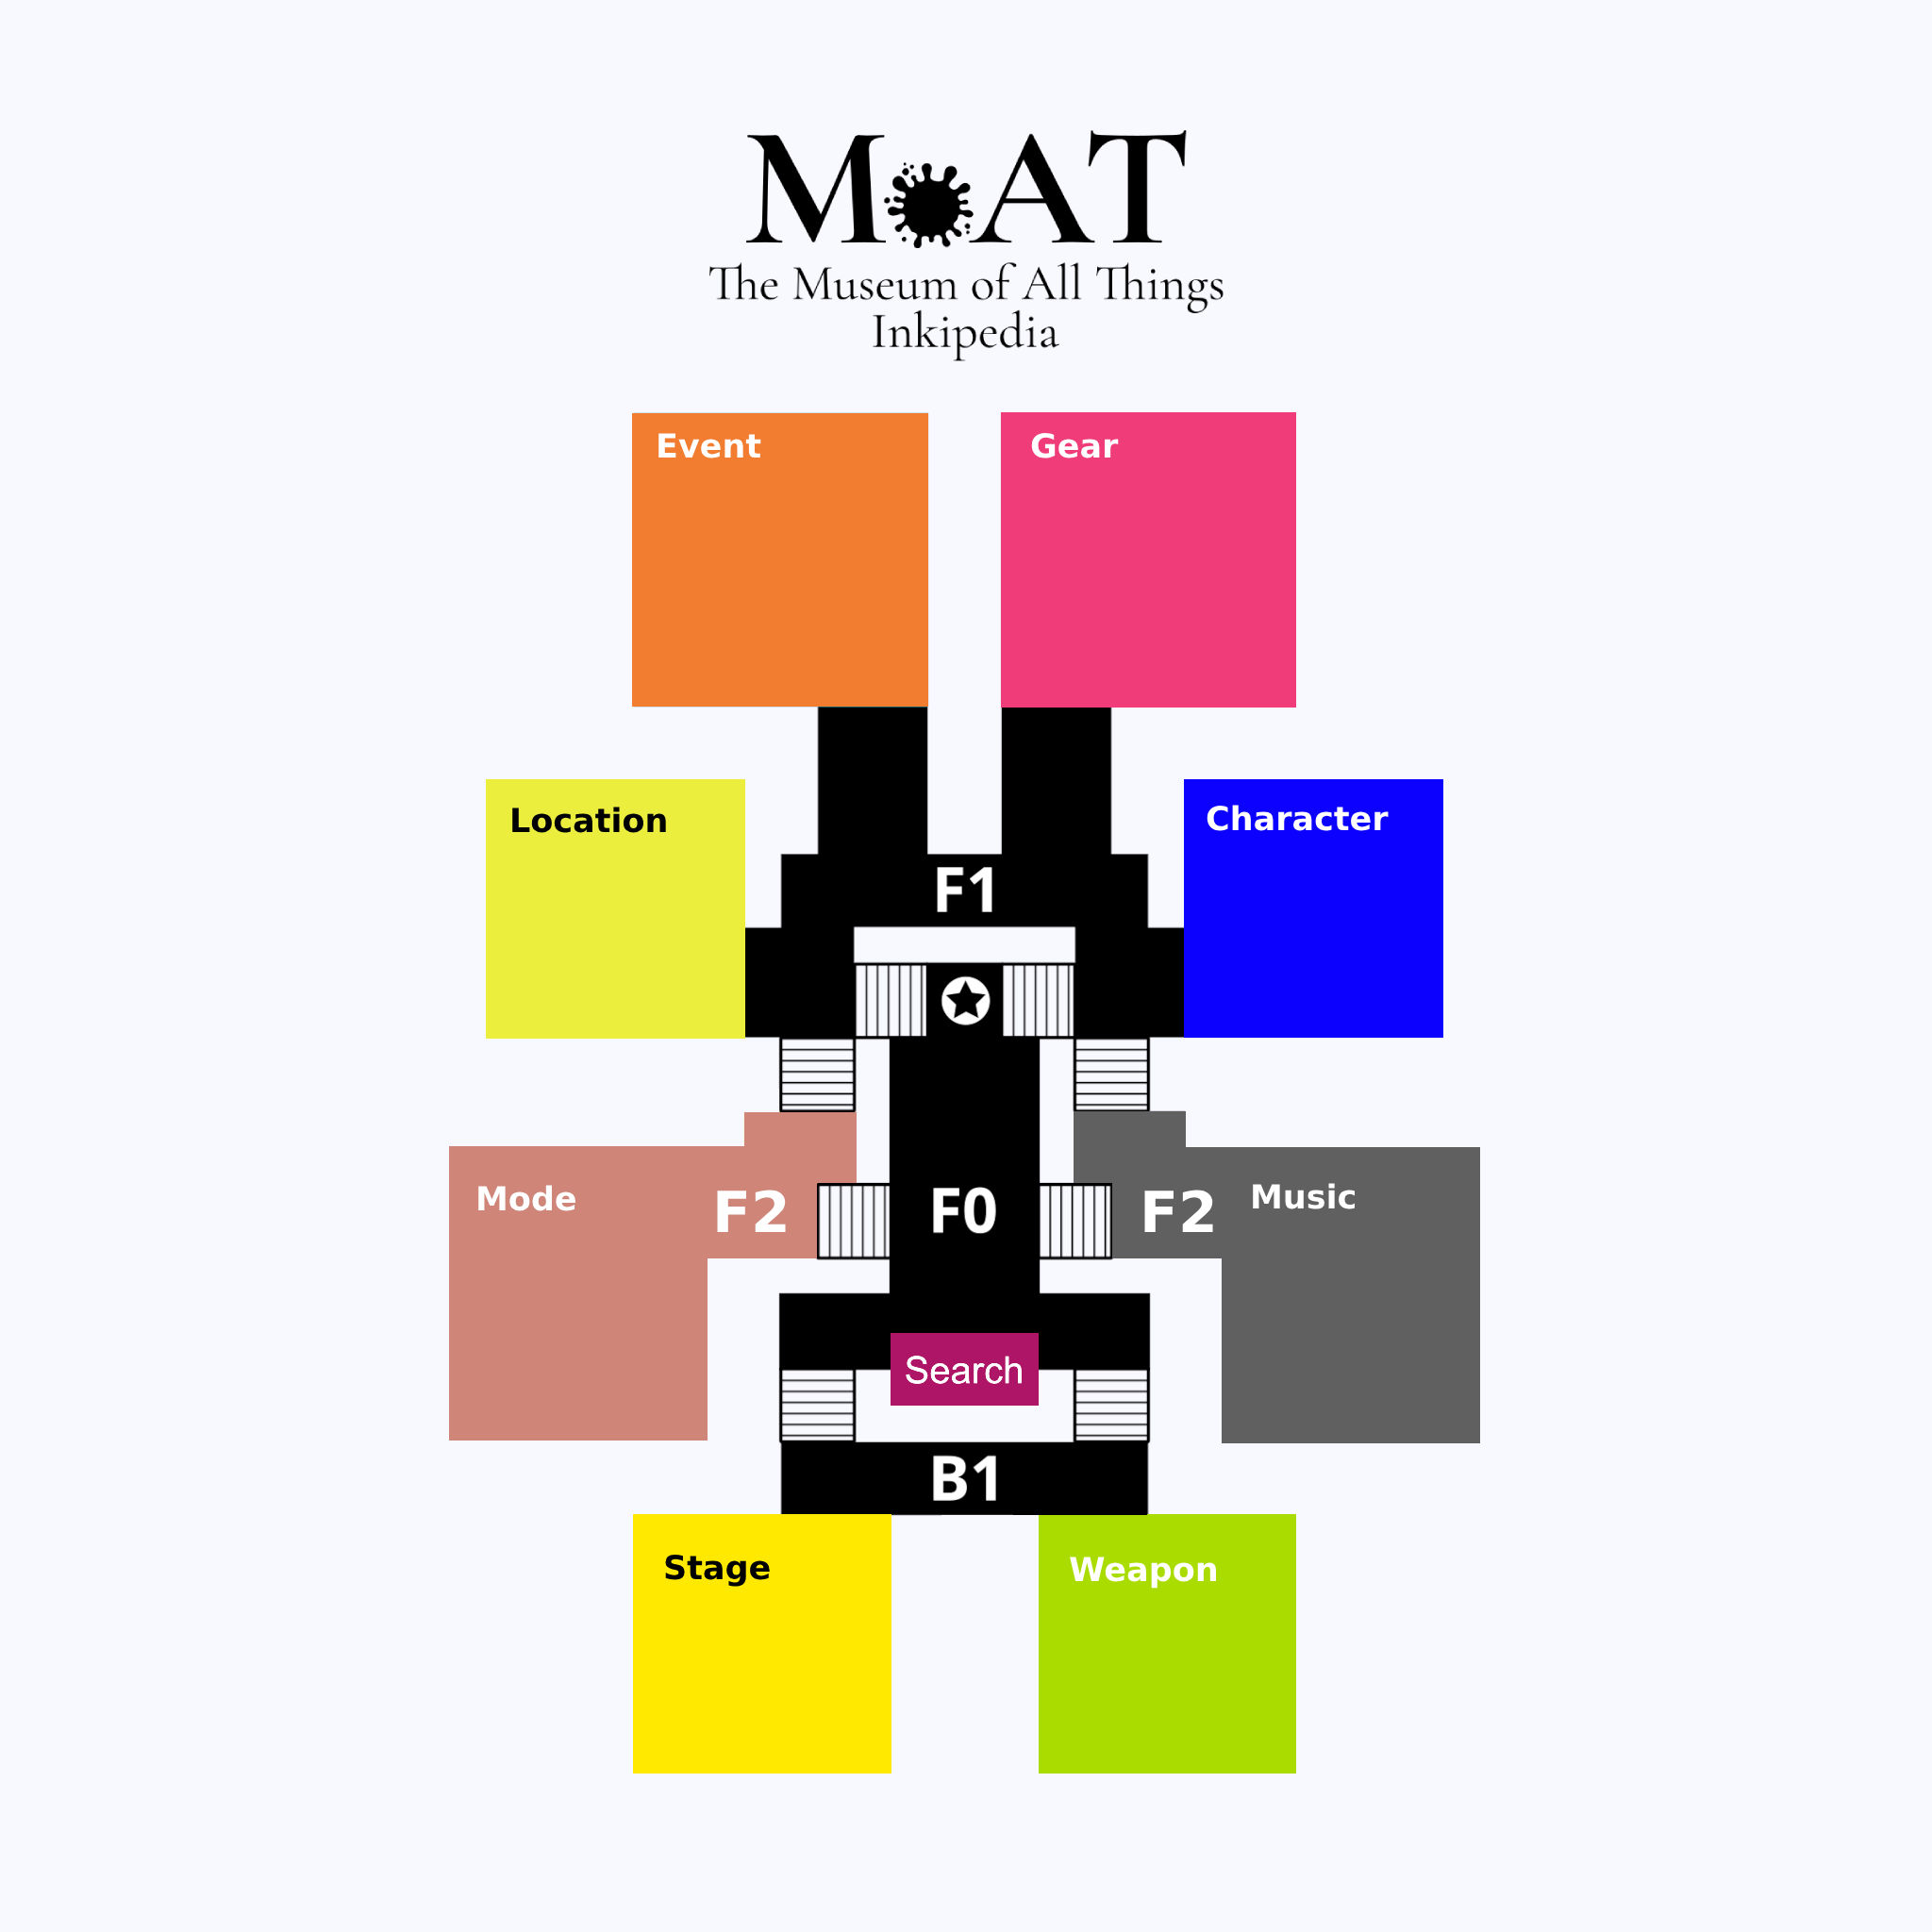 MoAT
The Museum of All Things
Inkipedia
Event
Gear
Location
Character
F1
Mode
F2
F0
F2
Music
Search
B1
Stage
Weapon